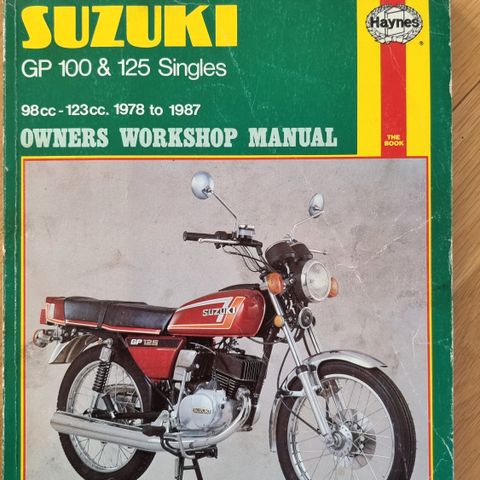 SUZUKI
Haynes
®
GP 100 & 125 Singles
98cc - 123cc. 1978 to 1987
OWNERS WORKSHOP MANUAL
THE
BOOK
SUZUKI
GP 125
SUZUKI